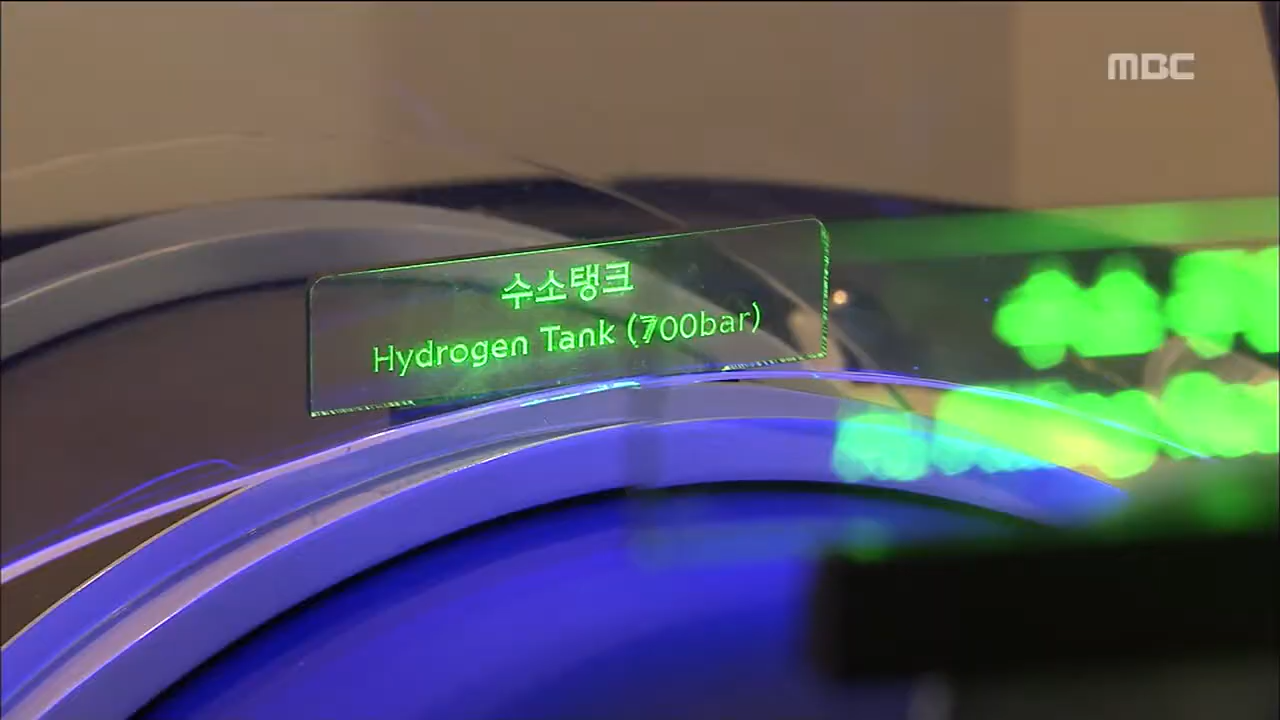 MBC
수소탱크
Hydrogen Tank (700bar)